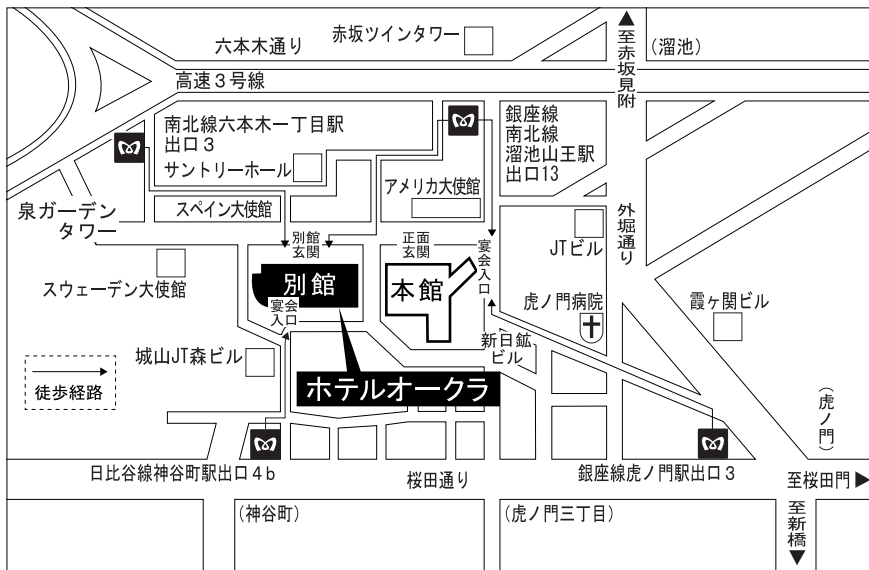 六本木通り
赤坂ツインタワー
至赤坂見附
(溜池)
高速3号線
南北線六本木一丁目駅
出口3
サントリーホール
銀座線
南北線
溜池山王駅
出口13
アメリカ大使館
スペイン大使館
泉ガーデン
タワー
外堀通り
別館
玄関
正面
玄関
宴会
入口
JTビル
スウェーデン大使館
別館
宴会
入口
本館
虎ノ門病院
霞ヶ関ビル
新日鉱
ビル
城山JT森ビル
徒歩経路
ホテルオークラ
(虎ノ門)
日比谷線神谷町駅出口4b
桜田通り
銀座線虎ノ門駅出口3
至桜田門▶
(神谷町)
(虎ノ門三丁目)
至新橋